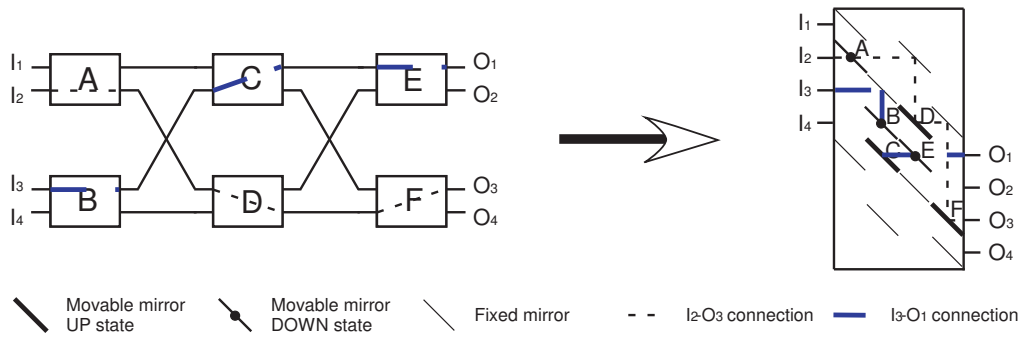 I1 A C E O1
I2 O2
I3 B D F O3
I4 O4
I1
I2 A
I3
I4 B D
C E O1
O2
F O3
O4
Movable mirror UP state
Movable mirror DOWN state
Fixed mirror
I2-O3 connection
I3-O1 connection